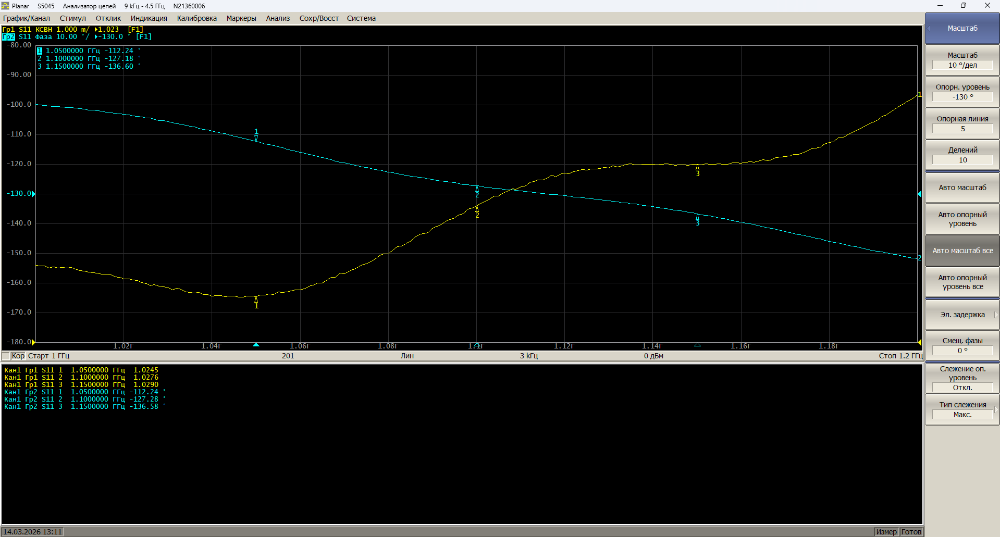 Planar S5045 Анализатор цепей 9 кГц - 4.5 ГГц N21360006
График/Канал Стимул Отклик Индикация Калибровка Маркеры Анализ Сохр/Восст Система
Гр1 S11 КСВН 1.000 m/ ▶1.023 [F1]
Гр2 S11 Фаза 10.00 °/ ▶-130.0 ° [F1]
-80.00
1 1.0500000 ГГц -112.24 °
2 1.1000000 ГГц -127.18 °
3 1.1500000 ГГц -136.60 °
-90.00
-100.0
-110.0
-120.0
-130.0
-140.0
-150.0
-160.0
-170.0
-180.0
1
2
3
1
2
3
1
2
1.02Г 1.04Г 1.06Г 1.08Г 1.1Г 1.12Г 1.14Г 1.16Г 1.18Г
Кор Старт 1 ГГц 201 Лин 3 кГц 0 дБм Стоп 1.2 ГГц
Кан1 Гр1 S11 1 1.0500000 ГГц 1.0245
Кан1 Гр1 S11 2 1.1000000 ГГц 1.0276
Кан1 Гр1 S11 3 1.1500000 ГГц 1.0290
Кан1 Гр2 S11 1 1.0500000 ГГц -112.24 °
Кан1 Гр2 S11 2 1.1000000 ГГц -127.28 °
Кан1 Гр2 S11 3 1.1500000 ГГц -136.58 °
Масштаб
Масштаб
10 °/дел
Опорн. уровень
-130 °
Опорная линия
5
Делений
10
Авто масштаб
Авто опорный
уровень
Авто масштаб все
Авто опорный
уровень все
Эл. задержка
Смещ. фазы
0 °
Слежение оп.
уровень
Откл.
Тип слежения
Макс.
14.03.2026 13:11
Измер Готов